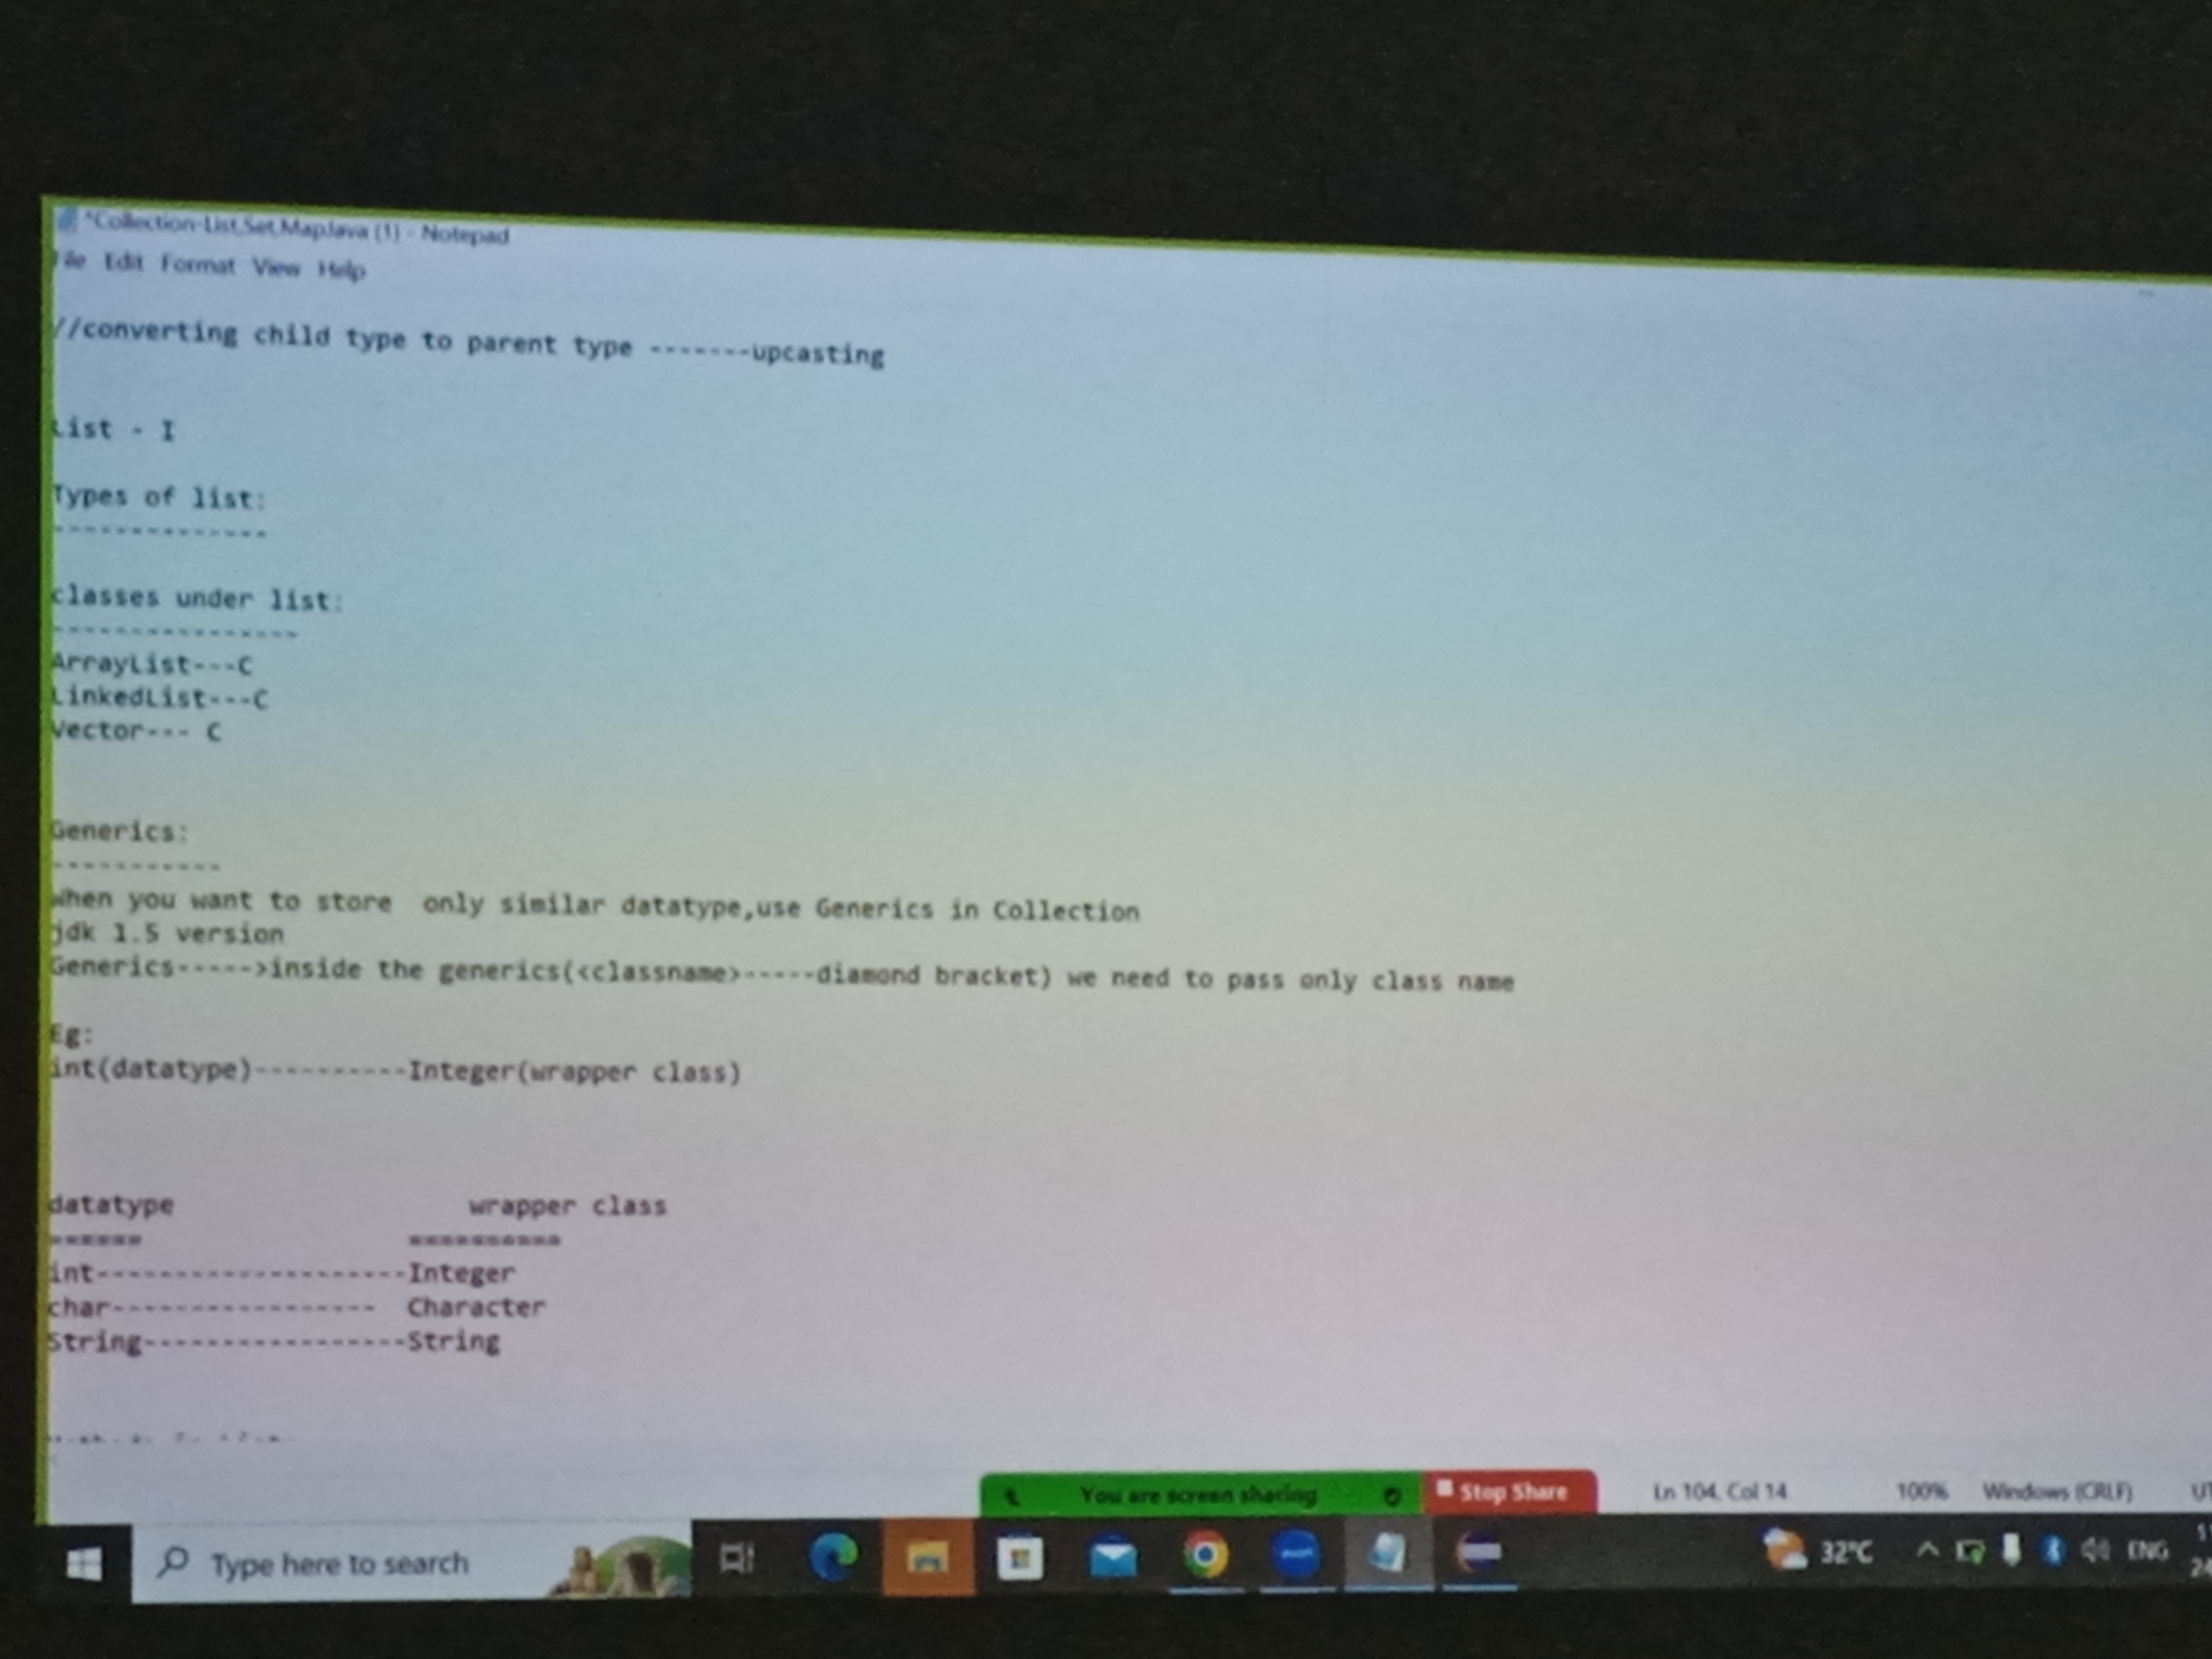 *Collection-List,Set,MapJava (1) - Notepad
File Edit Format View Help
//converting child type to parent type -------upcasting
List - I
Types of list:
--------------
classes under list:
----------------
ArrayList---C
LinkedList---C
Vector--- C
Generics:
-----------
When you want to store  only similar datatype,use Generics in Collection
jdk 1.5 version
Generics----->inside the generics(<classname>-----diamond bracket) we need to pass only class name
Eg:
int(datatype)----------Integer(wrapper class)
datatype wrapper class
====== ==========
int--------------------Integer
char----------------- Character
String-----------------String
You are screen sharing Stop Share Ln 104, Col 14 100% Windows (CRLF)
Type here to search 32°C ENG